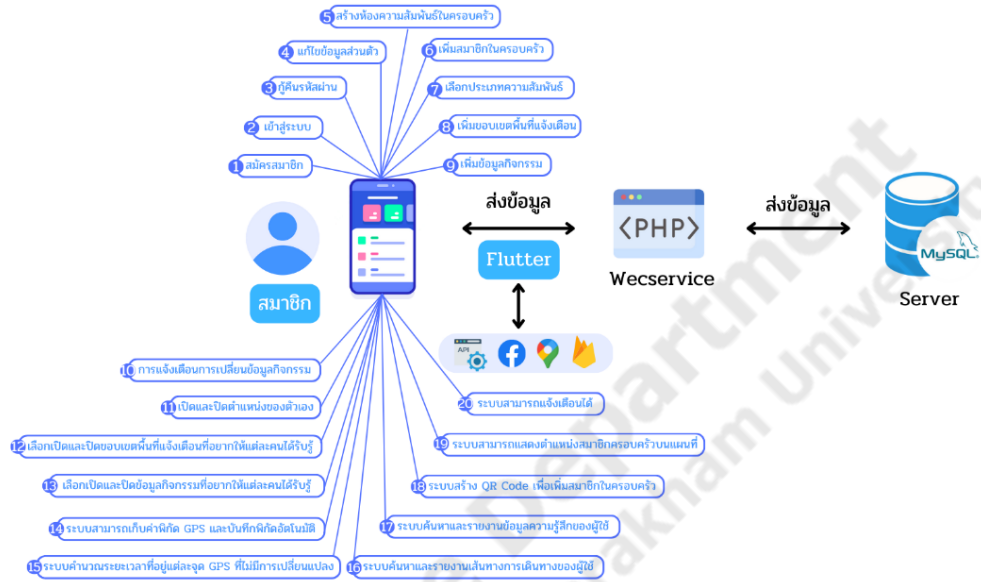 5 สร้างห้องความสัมพันธ์ในครอบครัว
4 แก้ไขข้อมูลส่วนตัว
6 เพิ่มสมาชิกในครอบครัว
3 กู้คืนรหัสผ่าน
7 เลือกประเภทความสัมพันธ์
2 เข้าสู่ระบบ
8 เพิ่มขอบเขตพื้นที่แจ้งเตือน
1 สมัครสมาชิก
9 เพิ่มข้อมูลกิจกรรม
ส่งข้อมูล
ส่งข้อมูล
<PHP>
Flutter
MySQL
Wecservice
Server
สมาชิก
API
10 การแจ้งเตือนการเปลี่ยนข้อมูลกิจกรรม
11 เปิดและปิดตำแหน่งของตัวเอง
20 ระบบสามารถแจ้งเตือนได้
12 เลือกเปิดและปิดขอบเขตพื้นที่แจ้งเตือนที่อยากให้แต่ละคนได้รับรู้
19 ระบบสามารถแสดงตำแหน่งสมาชิกครอบครัวบนแผนที่
13 เลือกเปิดและปิดข้อมูลกิจกรรมที่อยากให้แต่ละคนได้รับรู้
18 ระบบสร้าง QR Code เพื่อเพิ่มสมาชิกในครอบครัว
14 ระบบสามารถเก็บค่าพิกัด GPS และบันทึกพิกัดอัตโนมัติ
17 ระบบค้นหาและรายงานข้อมูลความรู้สึกของผู้ใช้
15 ระบบคำนวณระยะเวลาที่อยู่แต่ละจุด GPS ที่ไม่มีการเปลี่ยนแปลง
16 ระบบค้นหาและรายงานเส้นทางการเดินทางของผู้ใช้
Department